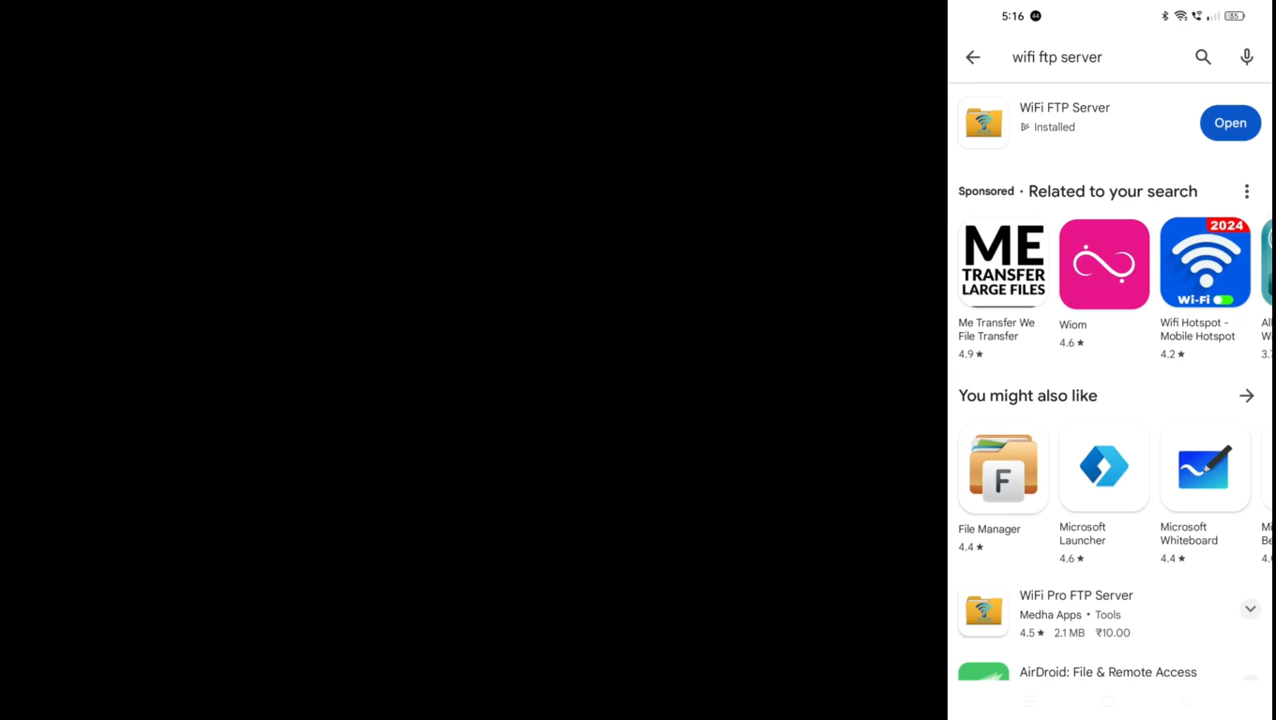 5:16 44 85
wifi ftp server
WiFi FTP Server
Installed
Open
Sponsored · Related to your search
ME
TRANSFER
LARGE FILES
2024
Wi-Fi
Me Transfer We
File Transfer
4.9★
Wiom
4.6★
Wifi Hotspot -
Mobile Hotspot
4.2★
You might also like
F
File Manager
4.4★
Microsoft
Launcher
4.6★
Microsoft
Whiteboard
4.4★
WiFi Pro FTP Server
Medha Apps • Tools
4.5★ 2.1 MB ₹10.00
AirDroid: File & Remote Access